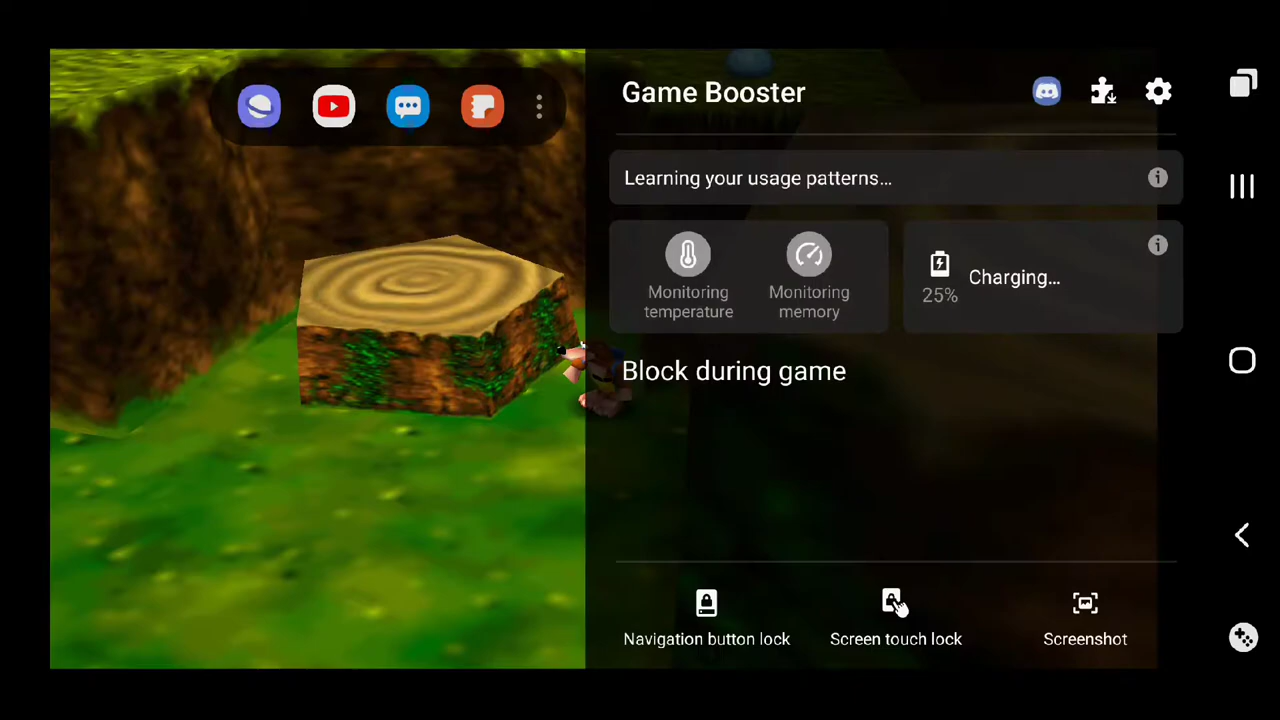 Game Booster
Learning your usage patterns...
Monitoring
temperature
Monitoring
memory
25%
Charging...
Block during game
Navigation button lock
Screen touch lock
Screenshot